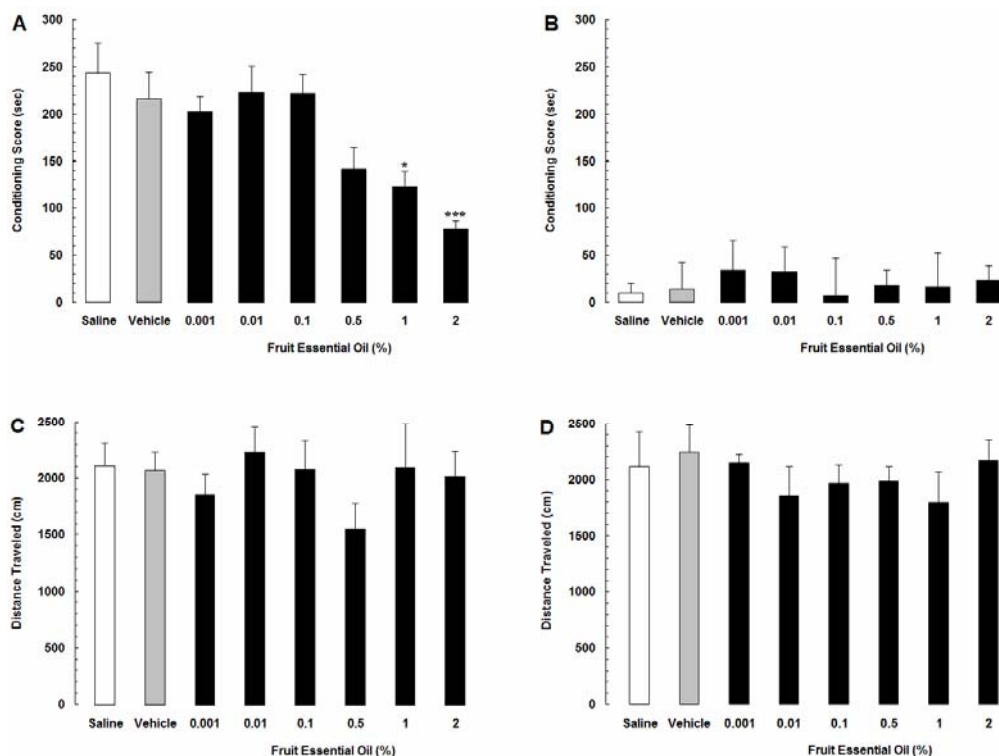 A
300
250
200
150
100
50
0
Conditioning Score (sec)
*
***
Saline Vehicle 0.001 0.01 0.1 0.5 1 2
Fruit Essential Oil (%)
B
300
250
200
150
100
50
0
Conditioning Score (sec)
Saline Vehicle 0.001 0.01 0.1 0.5 1 2
Fruit Essential Oil (%)
C
2500
2000
1500
1000
500
0
Distance Traveled (cm)
Saline Vehicle 0.001 0.01 0.1 0.5 1 2
Fruit Essential Oil (%)
D
2500
2000
1500
1000
500
0
Distance Traveled (cm)
Saline Vehicle 0.001 0.01 0.1 0.5 1 2
Fruit Essential Oil (%)